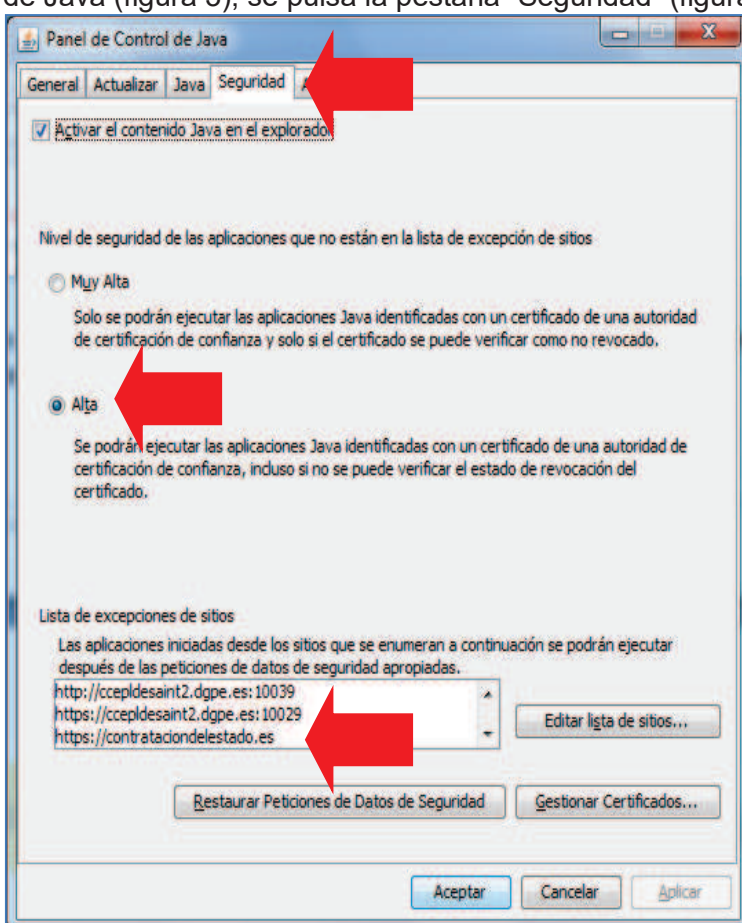 de Java (figura 3), se pulsa la pestaña "Seguridad" (figura
Panel de Control de Java
General Actualizar Java Seguridad
Activar el contenido Java en el explorador
Nivel de seguridad de las aplicaciones que no están en la lista de excepción de sitios
Muy Alta
Solo se podrán ejecutar las aplicaciones Java identificadas con un certificado de una autoridad
de certificación de confianza y solo si el certificado se puede verificar como no revocado.
Alta
Se podrán ejecutar las aplicaciones Java identificadas con un certificado de una autoridad de
certificación de confianza, incluso si no se puede verificar el estado de revocación del
certificado.
Lista de excepciones de sitios
Las aplicaciones iniciadas desde los sitios que se enumeran a continuación se podrán ejecutar
después de las peticiones de datos de seguridad apropiadas.
http://ccepldesaint2.dgpe.es:10039
https://ccepldesaint2.dgpe.es:10029
https://contrataciondelestado.es
Editar lista de sitios...
Restaurar Peticiones de Datos de Seguridad
Gestionar Certificados...
Aceptar Cancelar Aplicar